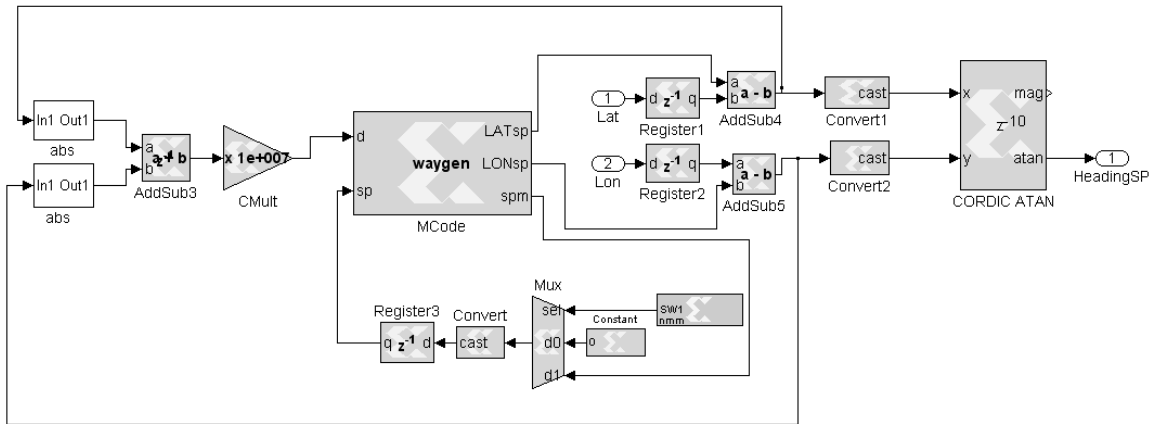 In1 Out1
abs
In1 Out1
abs
a
b
AddSub3
x 1e+007
CMult
d
sp
waygen
LATsp
LONsp
spm
MCode
1
Lat
2
Lon
d z-1 q
Register1
d z-1 q
Register2
a
b
a - b
AddSub4
a
b
a - b
AddSub5
cast
Convert1
cast
Convert2
x
y
z-10
mag
atan
CORDIC ATAN
1
HeadingSP
Register3
q z-1 d
Convert
cast
Mux
sel
d0
d1
SW1
Constant
0